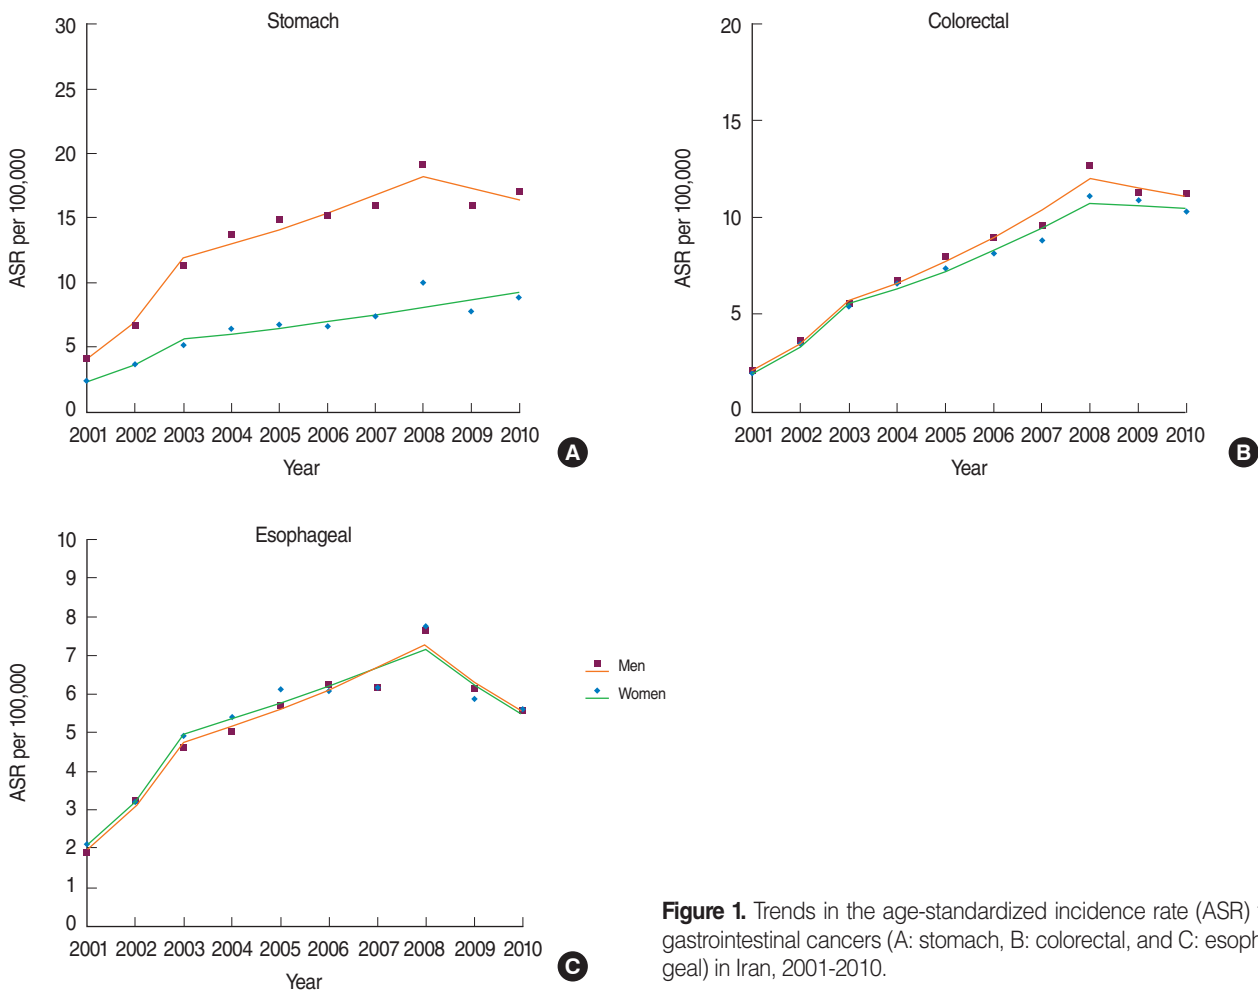 Stomach
30
25
20
15
10
5
0
ASR per 100,000
2001 2002 2003 2004 2005 2006 2007 2008 2009 2010
Year
A
Colorectal
20
15
10
5
0
ASR per 100,000
2001 2002 2003 2004 2005 2006 2007 2008 2009 2010
Year
B
Esophageal
10
9
8
7
6
5
4
3
2
1
0
ASR per 100,000
2001 2002 2003 2004 2005 2006 2007 2008 2009 2010
Year
C
Men
Women
Figure 1. Trends in the age-standardized incidence rate (ASR)
gastrointestinal cancers (A: stomach, B: colorectal, and C: esoph
geal) in Iran, 2001-2010.